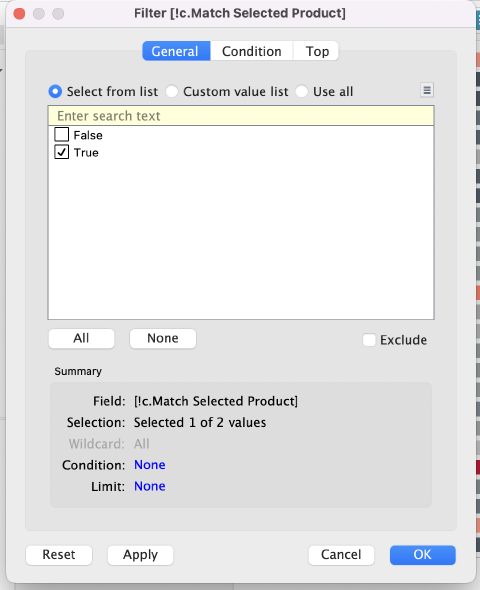 Filter [!c.Match Selected Product]
General Condition Top
Select from list Custom value list Use all
Enter search text
False
True
All None Exclude
Summary
Field: [!c.Match Selected Product]
Selection: Selected 1 of 2 values
Wildcard: All
Condition: None
Limit: None
Reset Apply Cancel OK